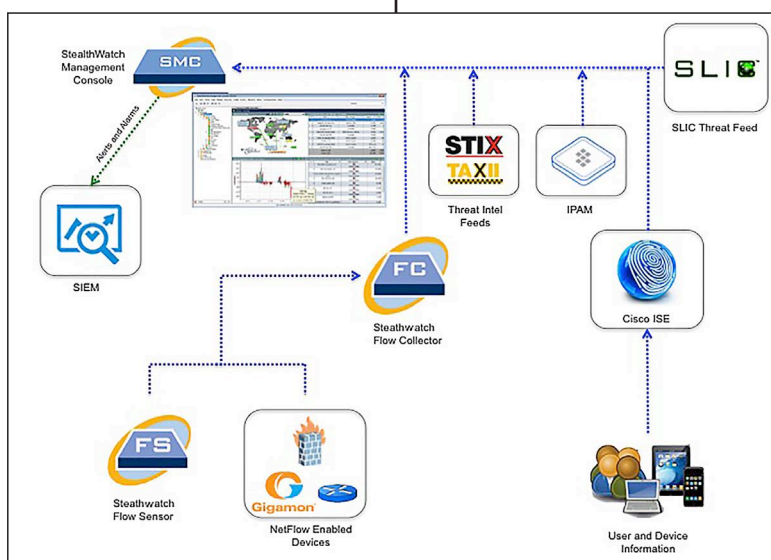 StealthWatch
Management
Console
SMC
SLIC
SLIC Threat Feed
Alerts and Alarms
STIX
TAXII
Threat Intel
Feeds
IPAM
SIEM
FC
Steathwatch
Flow Collector
Cisco ISE
FS
Steathwatch
Flow Sensor
Gigamon
NetFlow Enabled
Devices
User and Device
Information